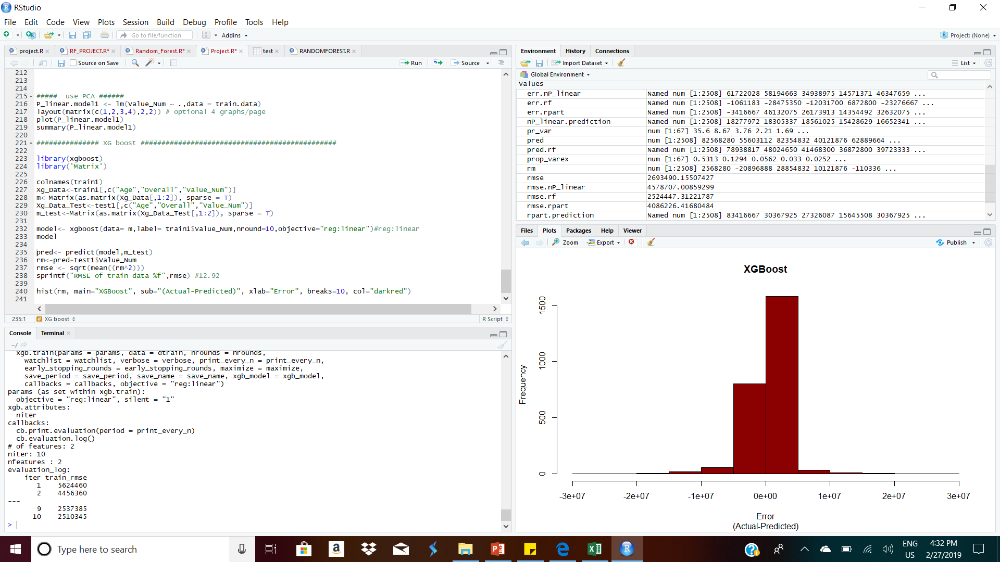 RStudio
File Edit Code View Plots Session Build Debug Profile Tools Help
Go to file/function Addins Project: (None)
project.R RF_PROJECT.R* Random_Forest.R* Project.R* test RANDOMFOREST.R
Source on Save Run Source
212
213
214
215 ##### use PCA ######
216 P_linear.model1 <- lm(Value_Num ~ .,data = train.data)
217 layout(matrix(c(1,2,3,4),2,2)) # optional 4 graphs/page
218 plot(P_linear.model1)
219 summary(P_linear.model1)
220
221 ############### XG boost ###############################################
222
223 library(xgboost)
224 library('Matrix')
225
226 colnames(train1)
227 Xg_Data<-train1[,c("Age","Overall","Value_Num")]
228 m<-Matrix(as.matrix(Xg_Data[,1:2]), sparse = T)
229 Xg_Data_Test<-test1[,c("Age","Overall","Value_Num")]
230 m_test<-Matrix(as.matrix(Xg_Data_Test[,1:2]), sparse = T)
231
232 model<- xgboost(data= m,label= train1$Value_Num,nround=10,objective="reg:linear")#reg:linear
233 model
234
235 pred<- predict(model,m_test)
236 rm<-pred-test1$Value_Num
237 rmse <- sqrt(mean((rm^2)))
238 sprintf("RMSE of train data %f",rmse) #12.92
239
240 hist(rm, main="XGBoost", sub="(Actual-Predicted)", xlab="Error", breaks=10, col="darkred")
241
235:1 XG boost R Script
Console Terminal
~/
xgb.train(params = params, data = dtrain, nrounds = nrounds,
watchlist = watchlist, verbose = verbose, print_every_n = print_every_n,
early_stopping_rounds = early_stopping_rounds, maximize = maximize,
save_period = save_period, save_name = save_name, xgb_model = xgb_model,
callbacks = callbacks, objective = "reg:linear")
params (as set within xgb.train):
objective = "reg:linear", silent = "1"
xgb.attributes:
niter
callbacks:
cb.print.evaluation(period = print_every_n)
cb.evaluation.log()
# of features: 2
niter: 10
nfeatures : 2
evaluation_log:
iter train_rmse
1 5624460
2 4456360
---
9 2537385
10 2510345
>
Environment History Connections
Import Dataset List
Global Environment
Values
err.nP_linear Named num [1:2508] 61722028 58194663 34938975 14571371 46347659 ...
err.rf Named num [1:2508] -1061183 -28475350 -12031700 6872800 -23276667 ...
err.rpart Named num [1:2508] -3416667 46132075 26173913 14354492 32632075 ...
nP_linear.prediction Named num [1:2508] 18277972 18305337 18561025 15428629 16652341 ...
pr_var num [1:67] 35.6 8.67 3.76 2.21 1.69 ...
pred num [1:2508] 82568280 55603112 82354832 40121876 62889664 ...
pred.rf Named num [1:2508] 78938817 48024650 41468300 36872800 39723333 ...
prop_varex num [1:67] 0.5313 0.1294 0.0562 0.033 0.0252 ...
rm num [1:2508] 2568280 -20896888 28854832 10121876 -110336 ...
rmse 2693490.15507427
rmse.nP_linear 4578707.00859299
rmse.rf 2524447.31221787
rmse.rpart 4086226.41680484
rpart.prediction Named num [1:2508] 83416667 30367925 27326087 15645508 30367925 ...
Files Plots Packages Help Viewer
Zoom Export Publish
XGBoost
Frequency
1500
1000
500
0
-3e+07 -2e+07 -1e+07 0e+00 1e+07 2e+07 3e+07
Error
(Actual-Predicted)
Type here to search
ENG
US
4:32 PM
2/27/2019